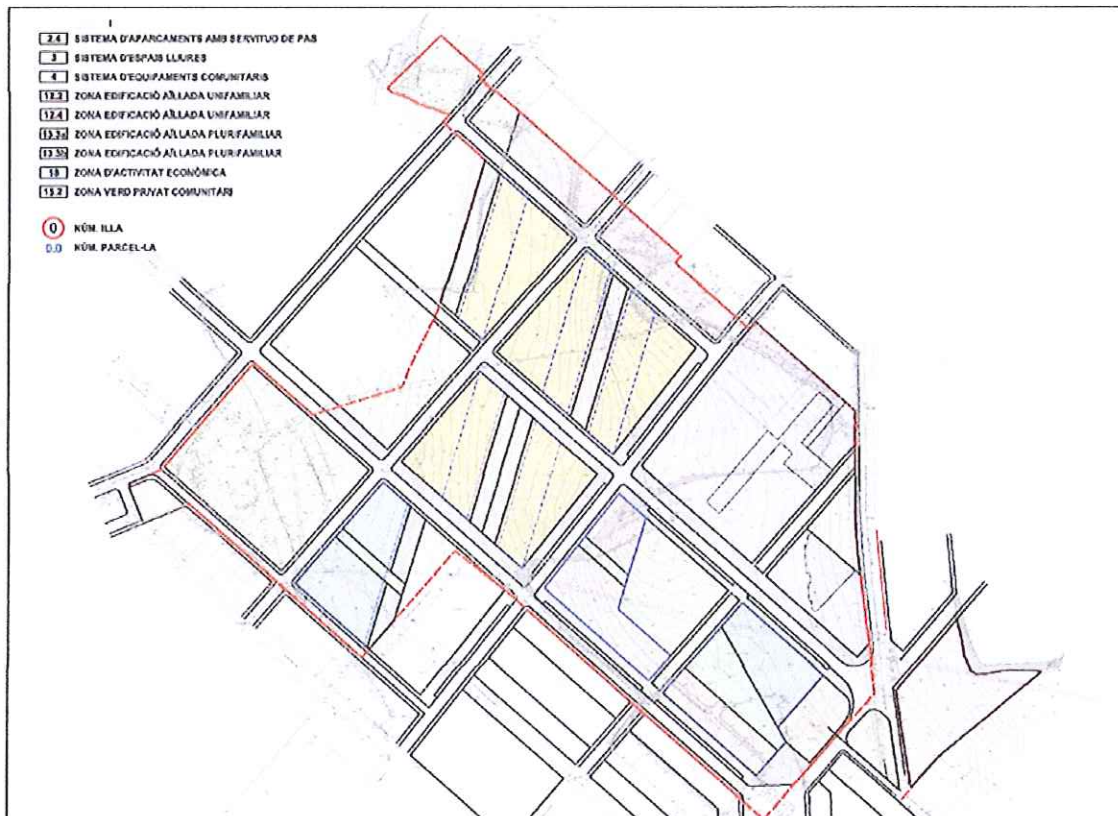 2.4 SISTEMA D'APARCAMENTS AMB SERVITUD DE PAS
3 SISTEMA D'ESPAIS LLIURES
4 SISTEMA D'EQUIPAMENTS COMUNITARIS
12.2 ZONA EDIFICACIÓ AÏLLADA UNIFAMILIAR
12.4 ZONA EDIFICACIÓ AÏLLADA UNIFAMILIAR
13.3a ZONA EDIFICACIÓ AÏLLADA PLURIFAMILIAR
13.3b ZONA EDIFICACIÓ AÏLLADA PLURIFAMILIAR
18 ZONA D'ACTIVITAT ECONÒMICA
15.2 ZONA VERD PRIVAT COMUNITARI
0 NÚM. ILLA
0.0 NÚM. PARCEL·LA